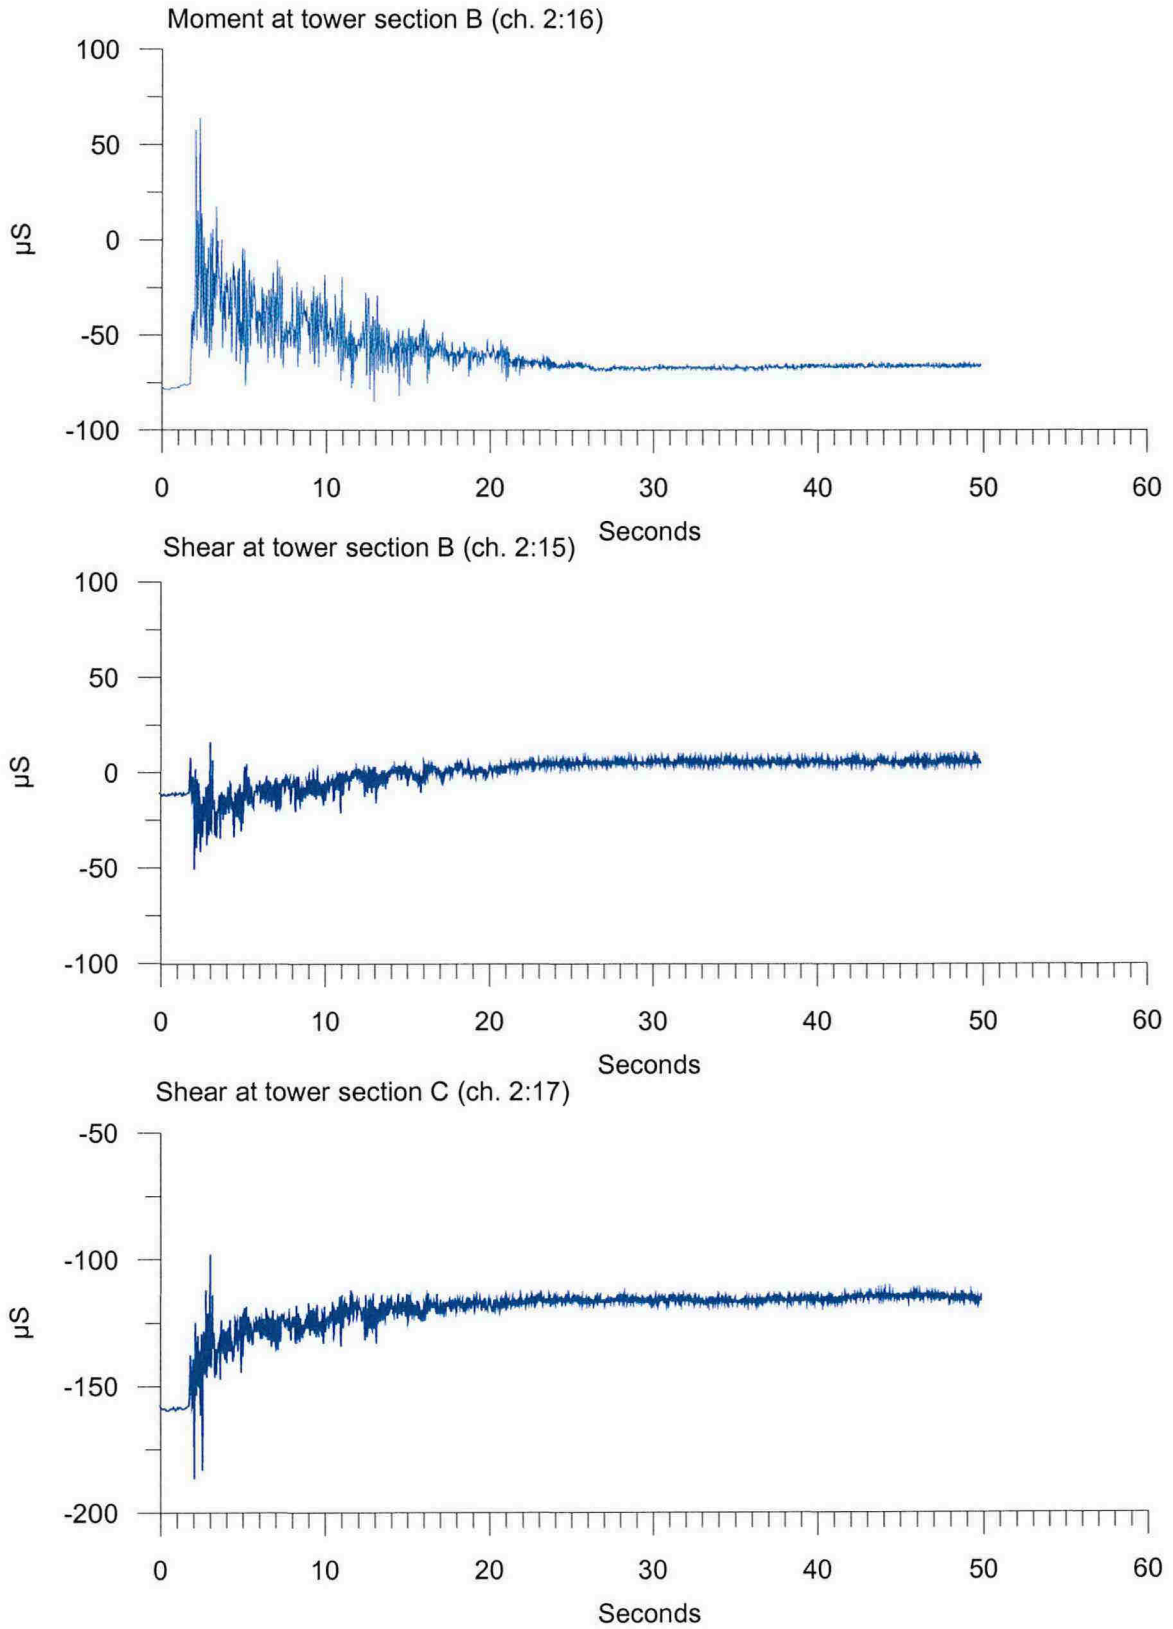 Moment at tower section B (ch. 2:16)
100
50
0
-50
-100
µS
0 10 20 30 40 50 60
Seconds
Shear at tower section B (ch. 2:15)
100
50
0
-50
-100
µS
0 10 20 30 40 50 60
Seconds
Shear at tower section C (ch. 2:17)
-50
-100
-150
-200
µS
0 10 20 30 40 50 60
Seconds